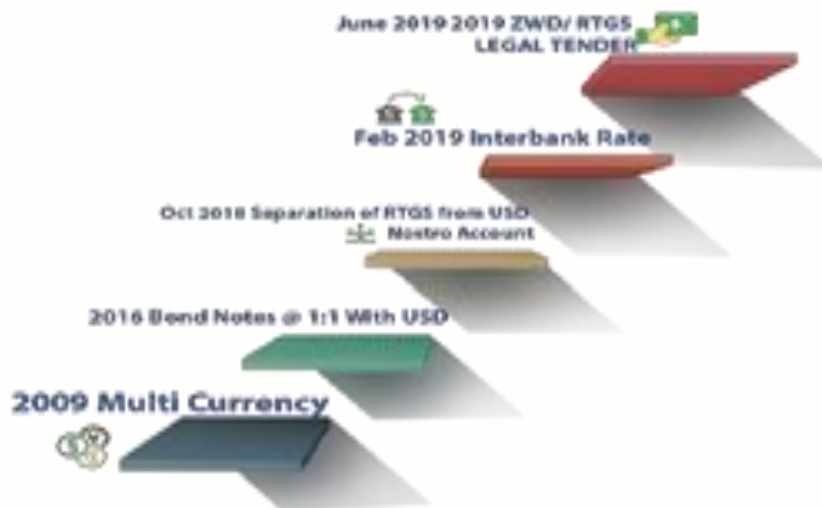 June 2019 2019 ZWD/ RTGS
LEGAL TENDER
Feb 2019 Interbank Rate
Oct 2018 Separation of RTGS from USD
Nostro Account
2016 Bond Notes @ 1:1 With USD
2009 Multi Currency